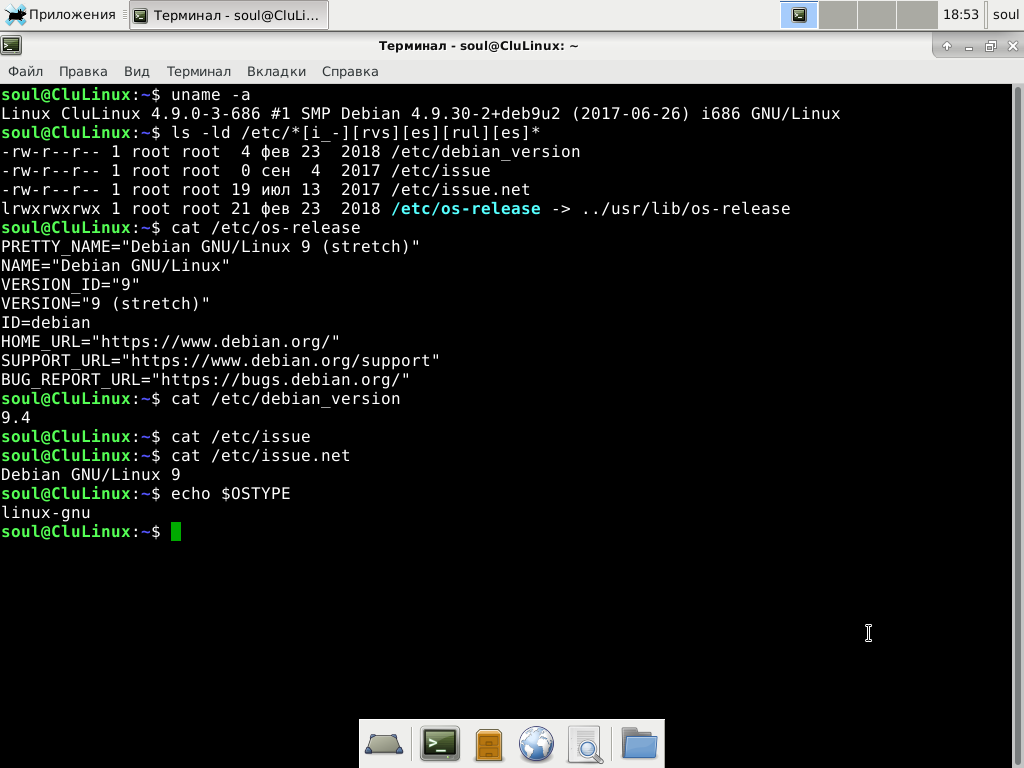 Приложения
Терминал - soul@CluLi...
18:53
soul
Терминал - soul@CluLinux: ~
Файл Правка Вид Терминал Вкладки Справка
soul@CluLinux:~$ uname -a
Linux CluLinux 4.9.0-3-686 #1 SMP Debian 4.9.30-2+deb9u2 (2017-06-26) i686 GNU/Linux
soul@CluLinux:~$ ls -ld /etc/*[i_-][rvs][es][rul][es]*
-rw-r--r-- 1 root root  4 фев 23  2018 /etc/debian_version
-rw-r--r-- 1 root root  0 сен  4  2017 /etc/issue
-rw-r--r-- 1 root root 19 июл 13  2017 /etc/issue.net
lrwxrwxrwx 1 root root 21 фев 23  2018 /etc/os-release -> ../usr/lib/os-release
soul@CluLinux:~$ cat /etc/os-release
PRETTY_NAME="Debian GNU/Linux 9 (stretch)"
NAME="Debian GNU/Linux"
VERSION_ID="9"
VERSION="9 (stretch)"
ID=debian
HOME_URL="https://www.debian.org/"
SUPPORT_URL="https://www.debian.org/support"
BUG_REPORT_URL="https://bugs.debian.org/"
soul@CluLinux:~$ cat /etc/debian_version
9.4
soul@CluLinux:~$ cat /etc/issue
soul@CluLinux:~$ cat /etc/issue.net
Debian GNU/Linux 9
soul@CluLinux:~$ echo $OSTYPE
linux-gnu
soul@CluLinux:~$